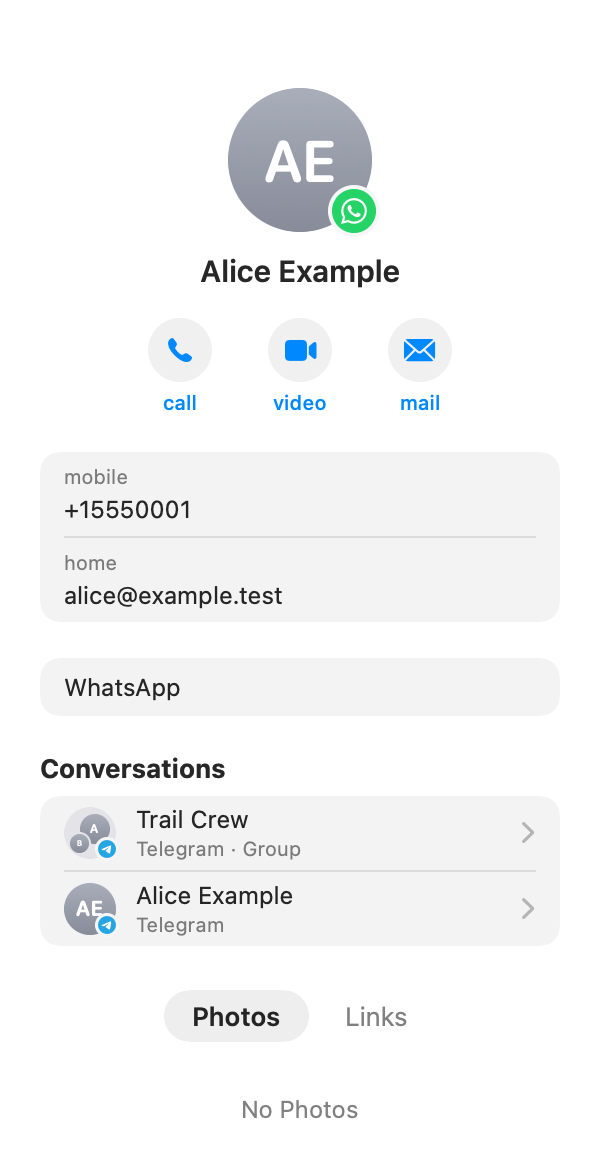 AE
Alice Example
call
video
mail
mobile
+15550001
home
alice@example.test
WhatsApp
Conversations
A
B
Trail Crew
Telegram · Group
AE
Alice Example
Telegram
Photos
Links
No Photos